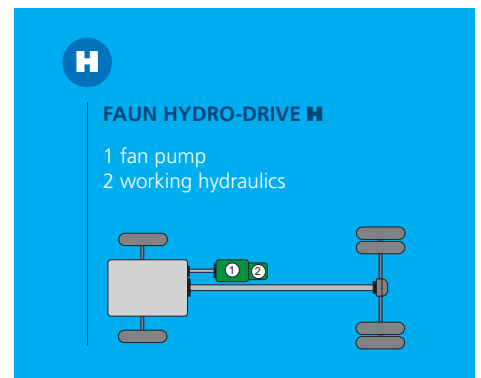 H
FAUN HYDRO-DRIVE H
1 fan pump
2 working hydraulics
1 2